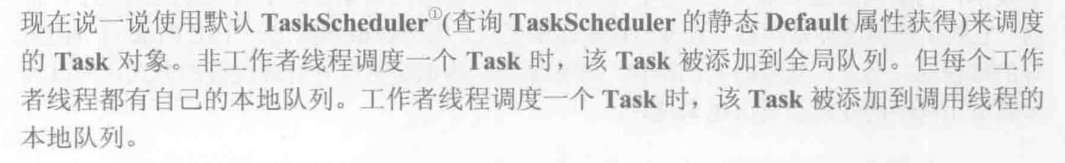 现在说一说使用默认 TaskScheduler①(查询 TaskScheduler 的静态 Default 属性获得)来调度
的 Task 对象。非工作者线程调度一个 Task 时，该 Task 被添加到全局队列。但每个工作
者线程都有自己的本地队列。工作者线程调度一个 Task 时，该 Task 被添加到调用线程的
本地队列。